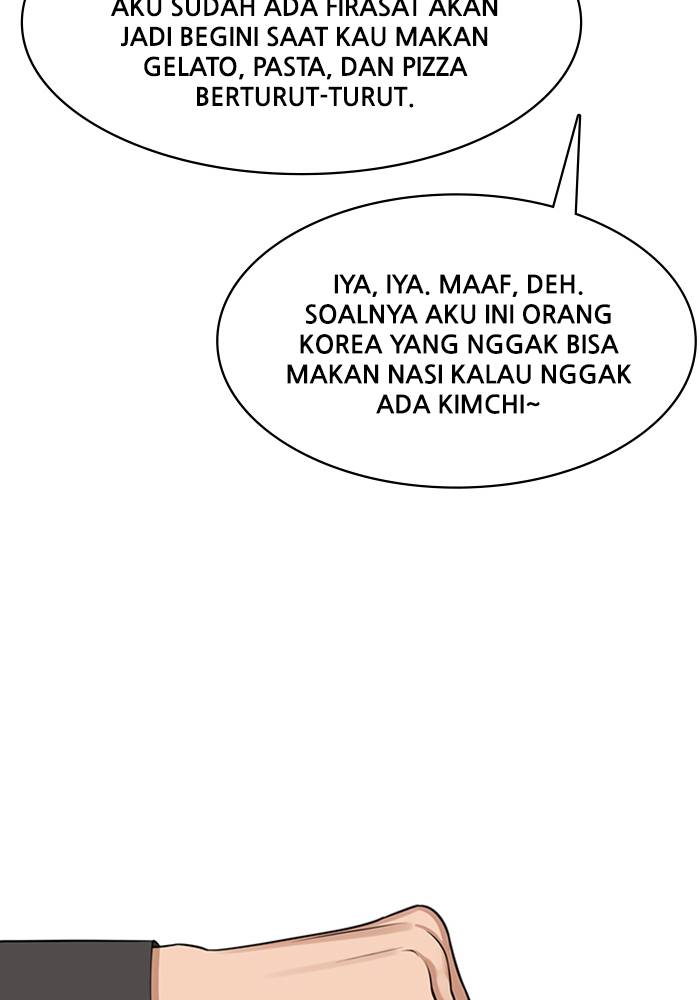 AKU SUDAH ADA FIRASAT AKAN
JADI BEGINI SAAT KAU MAKAN
GELATO, PASTA, DAN PIZZA
BERTURUT-TURUT.
IYA, IYA. MAAF, DEH.
SOALNYA AKU INI ORANG
KOREA YANG NGGAK BISA
MAKAN NASI KALAU NGGAK
ADA KIMCHI~